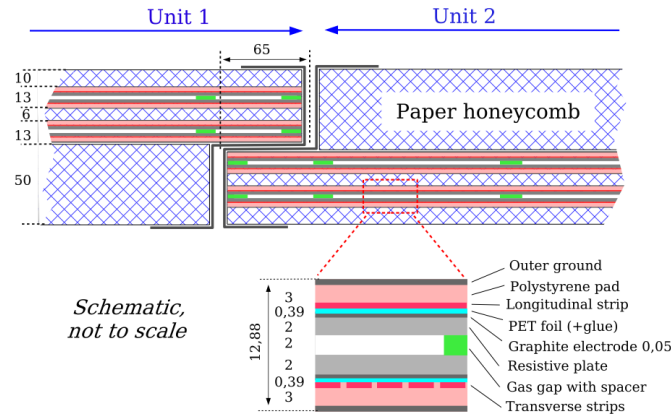 Unit 1
Unit 2
65
10
13
6
13
50
Paper honeycomb
Schematic,
not to scale
12,88
3
0,39
2
2
2
0,39
3
Outer ground
Polystyrene pad
Longitudinal strip
PET foil (+glue)
Graphite electrode 0,05
Resistive plate
Gas gap with spacer
Transverse strips